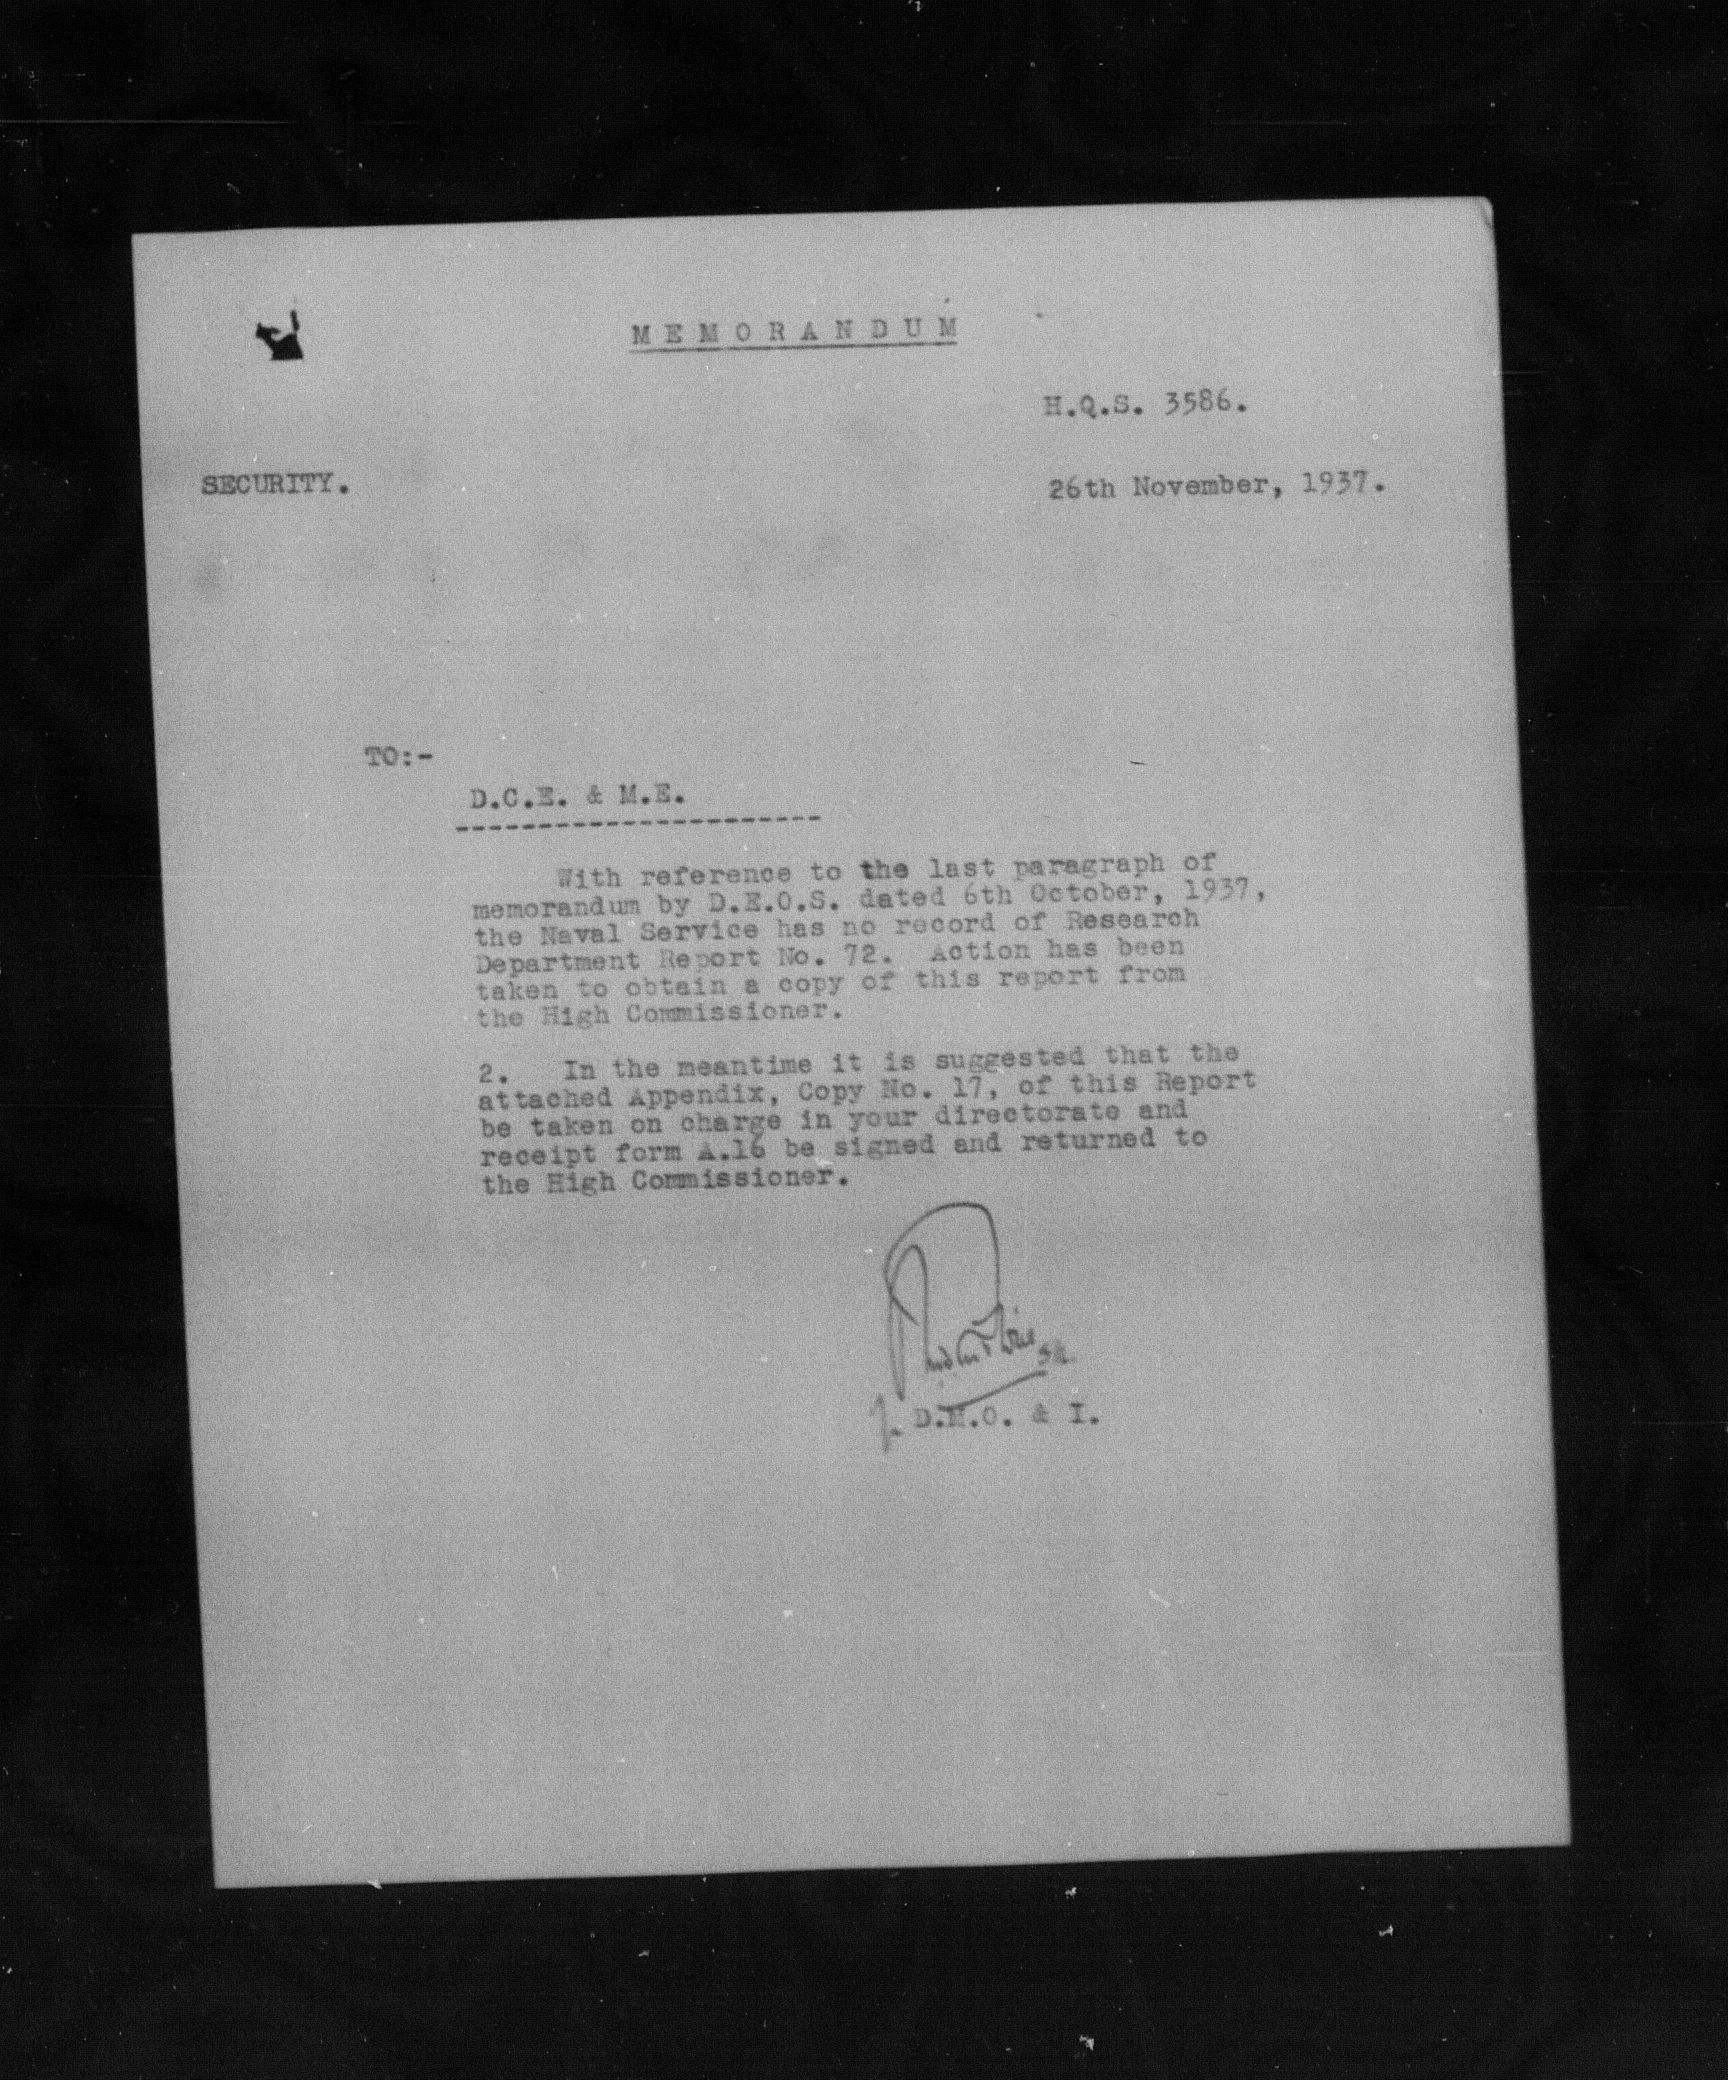 MEMORANDUM
H.Q.S. 3586.
SECURITY.
26th November, 1937.
TO:-
D.C.E. & M.E.
With reference to the last paragraph of
memorandum by D.E.O.S. dated 6th October, 1937,
the Naval Service has no record of Research
Department Report No. 72. Action has been
taken to obtain a copy of this report from
the High Commissioner.
2. In the meantime it is suggested that the
attached Appendix, Copy No. 17, of this Report
be taken on charge in your directorate and
receipt form A.16 be signed and returned to
the High Commissioner.
D.M.O. & I.